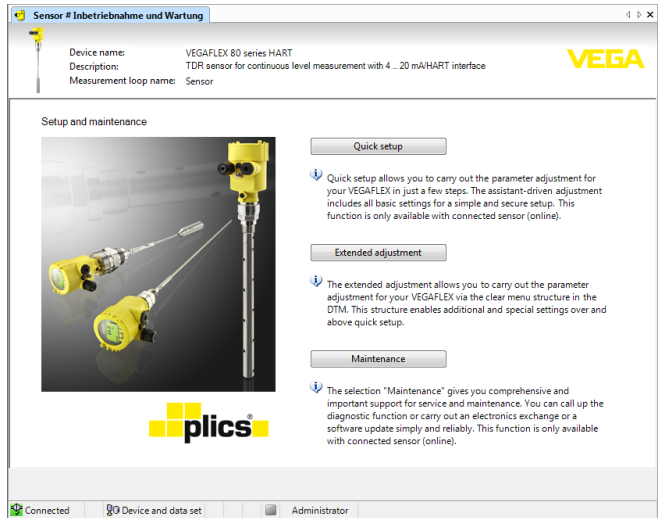 Sensor # Inbetriebnahme und Wartung
Device name: VEGAFLEX 80 series HART
Description: TDR sensor for continuous level measurement with 4 ... 20 mA/HART interface
Measurement loop name: Sensor
VEGA
Setup and maintenance
Quick setup
Quick setup allows you to carry out the parameter adjustment for
your VEGAFLEX in just a few steps. The assistant-driven adjustment
includes all basic settings for a simple and secure setup. This
function is only available with connected sensor (online).
Extended adjustment
The extended adjustment allows you to carry out the parameter
adjustment for your VEGAFLEX via the clear menu structure in the
DTM. This structure enables additional and special settings over and
above quick setup.
Maintenance
The selection "Maintenance" gives you comprehensive and
important support for service and maintenance. You can call up the
diagnostic function or carry out an electronics exchange or a
software update simply and reliably. This function is only available
with connected sensor (online).
plics®
Connected Device and data set Administrator